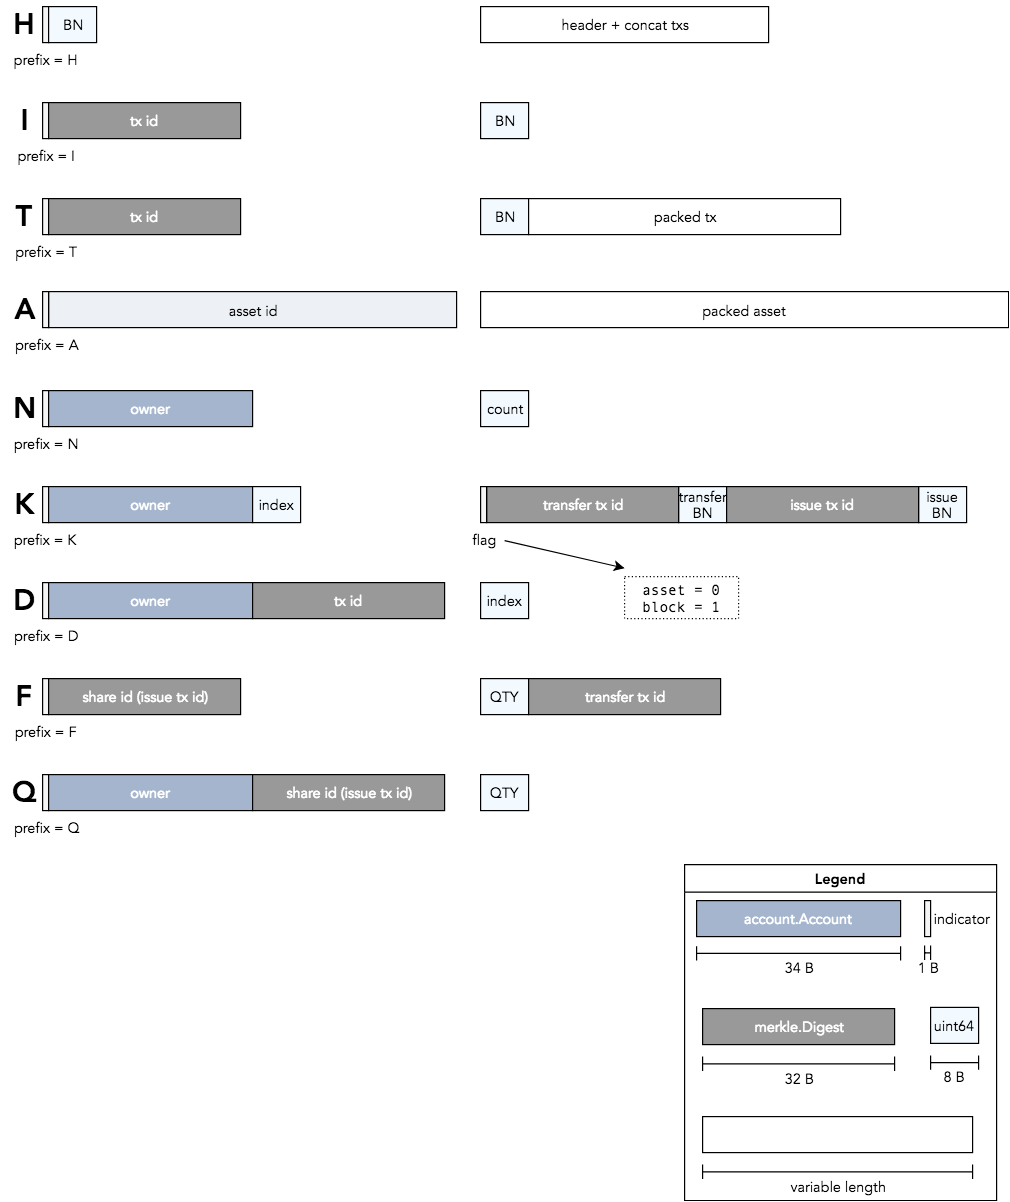 H
BN
header + concat txs
prefix = H
I
tx id
BN
prefix = I
T
tx id
BN
packed tx
prefix = T
A
asset id
packed asset
prefix = A
N
owner
count
prefix = N
K
owner
index
transfer tx id
transfer
BN
issue tx id
issue
BN
prefix = K
flag
asset = 0
block = 1
D
owner
tx id
index
prefix = D
F
share id (issue tx id)
QTY
transfer tx id
prefix = F
Q
owner
share id (issue tx id)
QTY
prefix = Q
Legend
account.Account
indicator
34 B
1 B
merkle.Digest
uint64
32 B
8 B
variable length